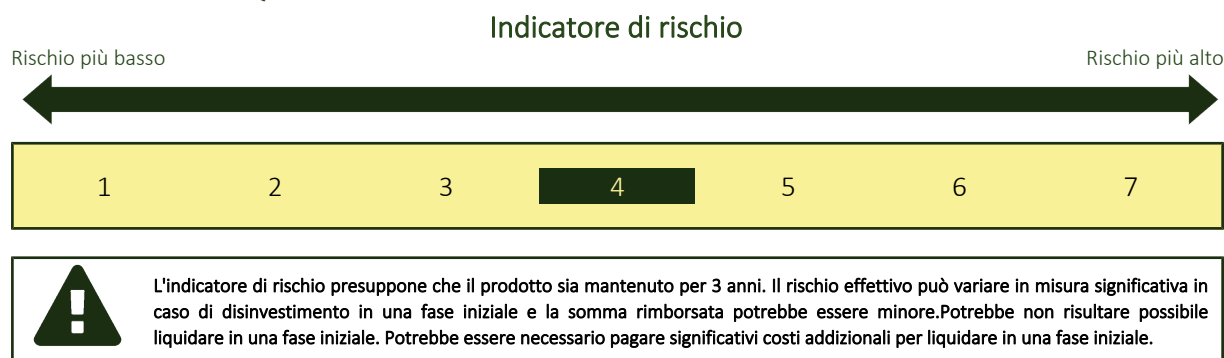 Indicatore di rischio
Rischio più basso Rischio più alto
1 2 3 4 5 6 7
L'indicatore di rischio presuppone che il prodotto sia mantenuto per 3 anni. Il rischio effettivo può variare in misura significativa in
caso di disinvestimento in una fase iniziale e la somma rimborsata potrebbe essere minore.Potrebbe non risultare possibile
liquidare in una fase iniziale. Potrebbe essere necessario pagare significativi costi addizionali per liquidare in una fase iniziale.